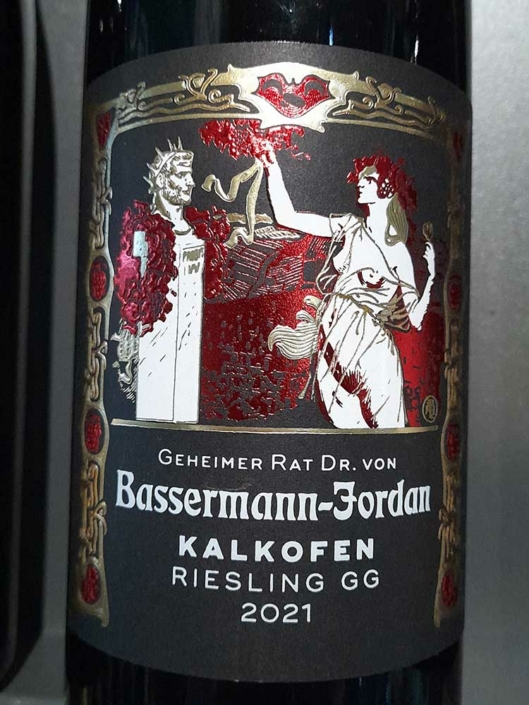 GEHEIMER RAT DR. VON
Bassermann-Jordan
KALKOFEN
RIESLING GG
2021